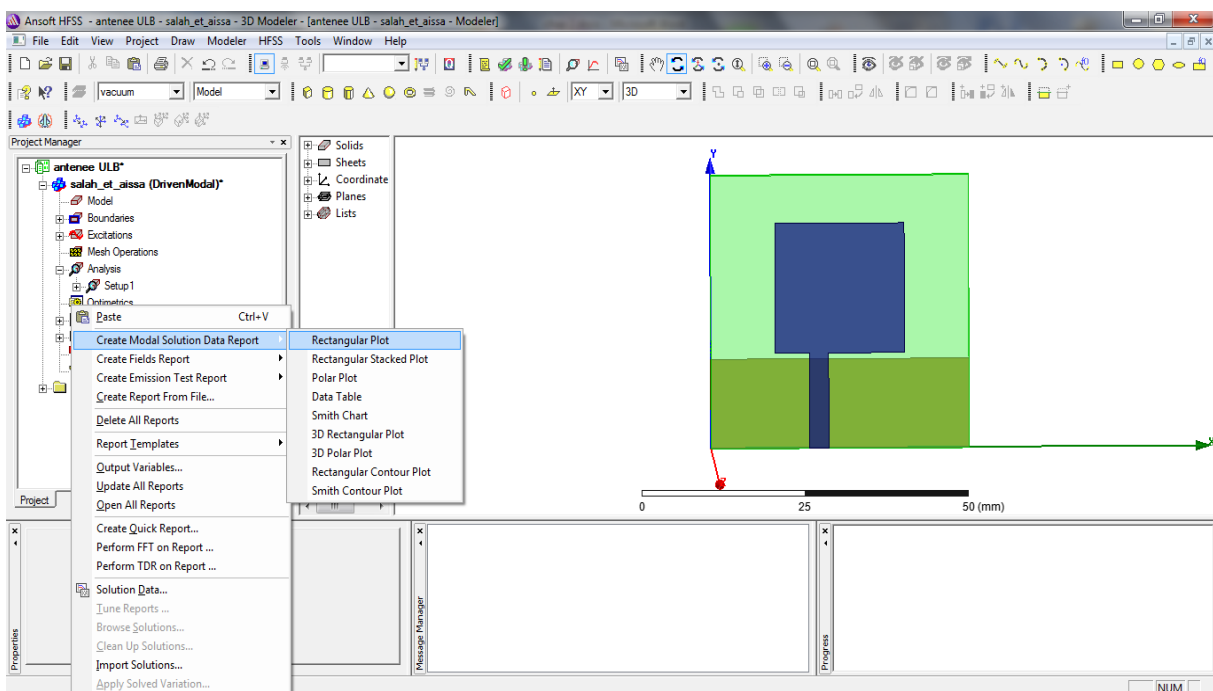 Ansoft HFSS - antenee ULB - salah_et_aissa - 3D Modeler - [antenee ULB - salah_et_aissa - Modeler]
File Edit View Project Draw Modeler HFSS Tools Window Help
vacuum Model XY 3D
Project Manager
antenee ULB*
salah_et_aissa (DrivenModal)*
Model
Boundaries
Excitations
Mesh Operations
Analysis
Setup1
Optimetrics
Solids
Sheets
Coordinate
Planes
Lists
Paste Ctrl+V
Create Modal Solution Data Report
Create Fields Report
Create Emission Test Report
Create Report From File...
Delete All Reports
Report Templates
Output Variables...
Update All Reports
Open All Reports
Create Quick Report...
Perform FFT on Report ...
Perform TDR on Report ...
Solution Data...
Tune Reports ...
Browse Solutions...
Clean Up Solutions...
Import Solutions...
Apply Solved Variation...
Rectangular Plot
Rectangular Stacked Plot
Polar Plot
Data Table
Smith Chart
3D Rectangular Plot
3D Polar Plot
Rectangular Contour Plot
Smith Contour Plot
Project
Y
0 25 50 (mm)
Properties
Message Manager
Progress
NUM